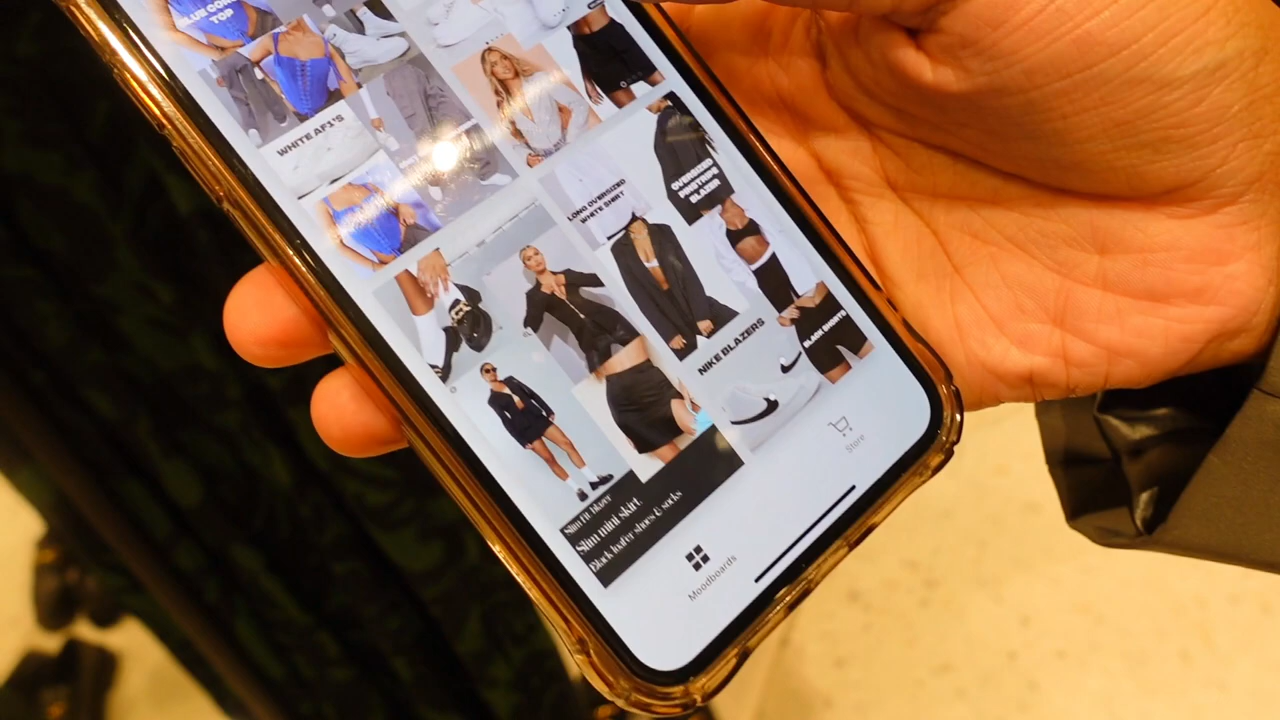 BLUE CORSET
TOP
WHITE AF1'S
LONG OVERSIZED
WHITE SHIRT
OVERSIZED
PINSTRIPE
BLAZER
NIKE BLAZERS
BLACK SHORTS
Slim Fit Blazer
Slim mini skirt.
Black loafer shoes & socks
Moodboards
Store